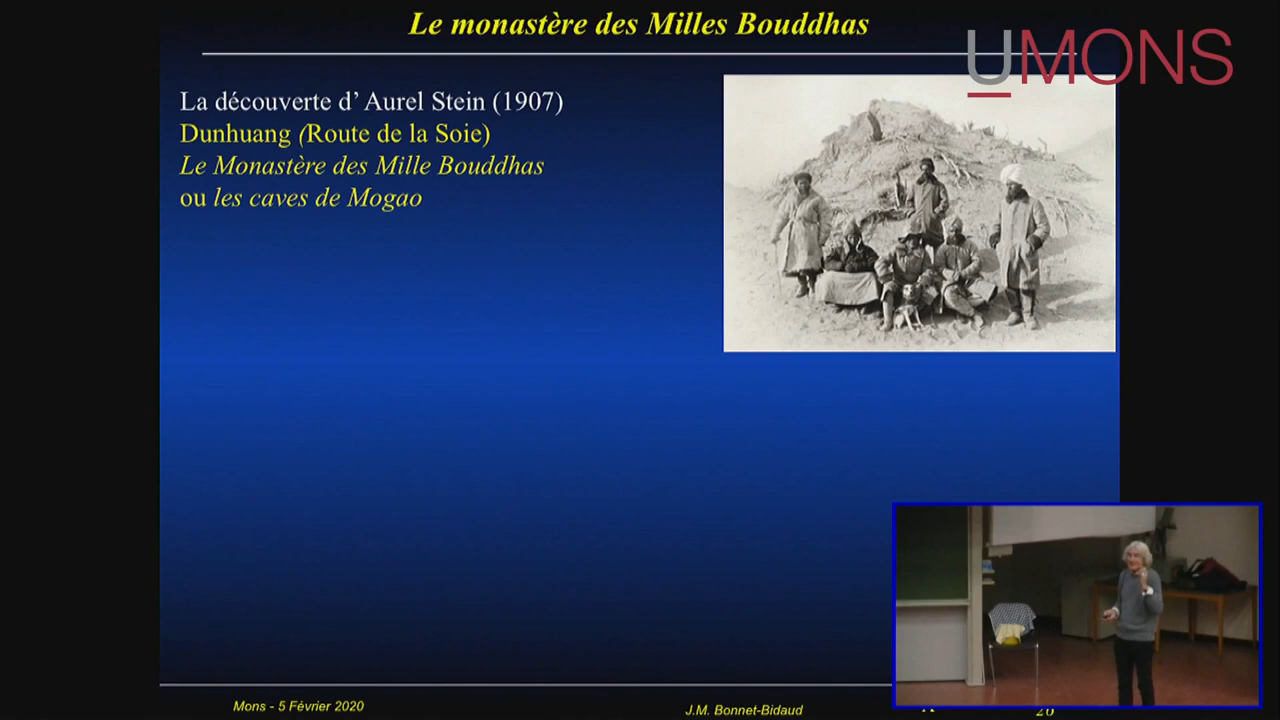 Le monastère des Milles Bouddhas
UMONS
La découverte d’Aurel Stein (1907)
Dunhuang (Route de la Soie)
Le Monastère des Mille Bouddhas
ou les caves de Mogao
Mons - 5 Février 2020
J.M. Bonnet-Bidaud